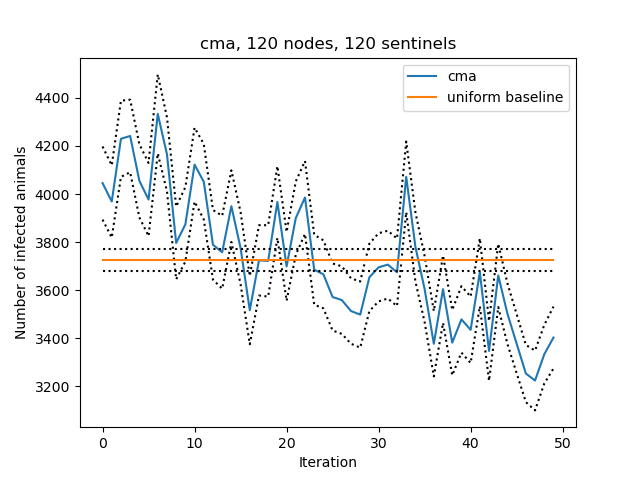 cma, 120 nodes, 120 sentinels
cma
uniform baseline
Number of infected animals
4400
4200
4000
3800
3600
3400
3200
0 10 20 30 40 50
Iteration